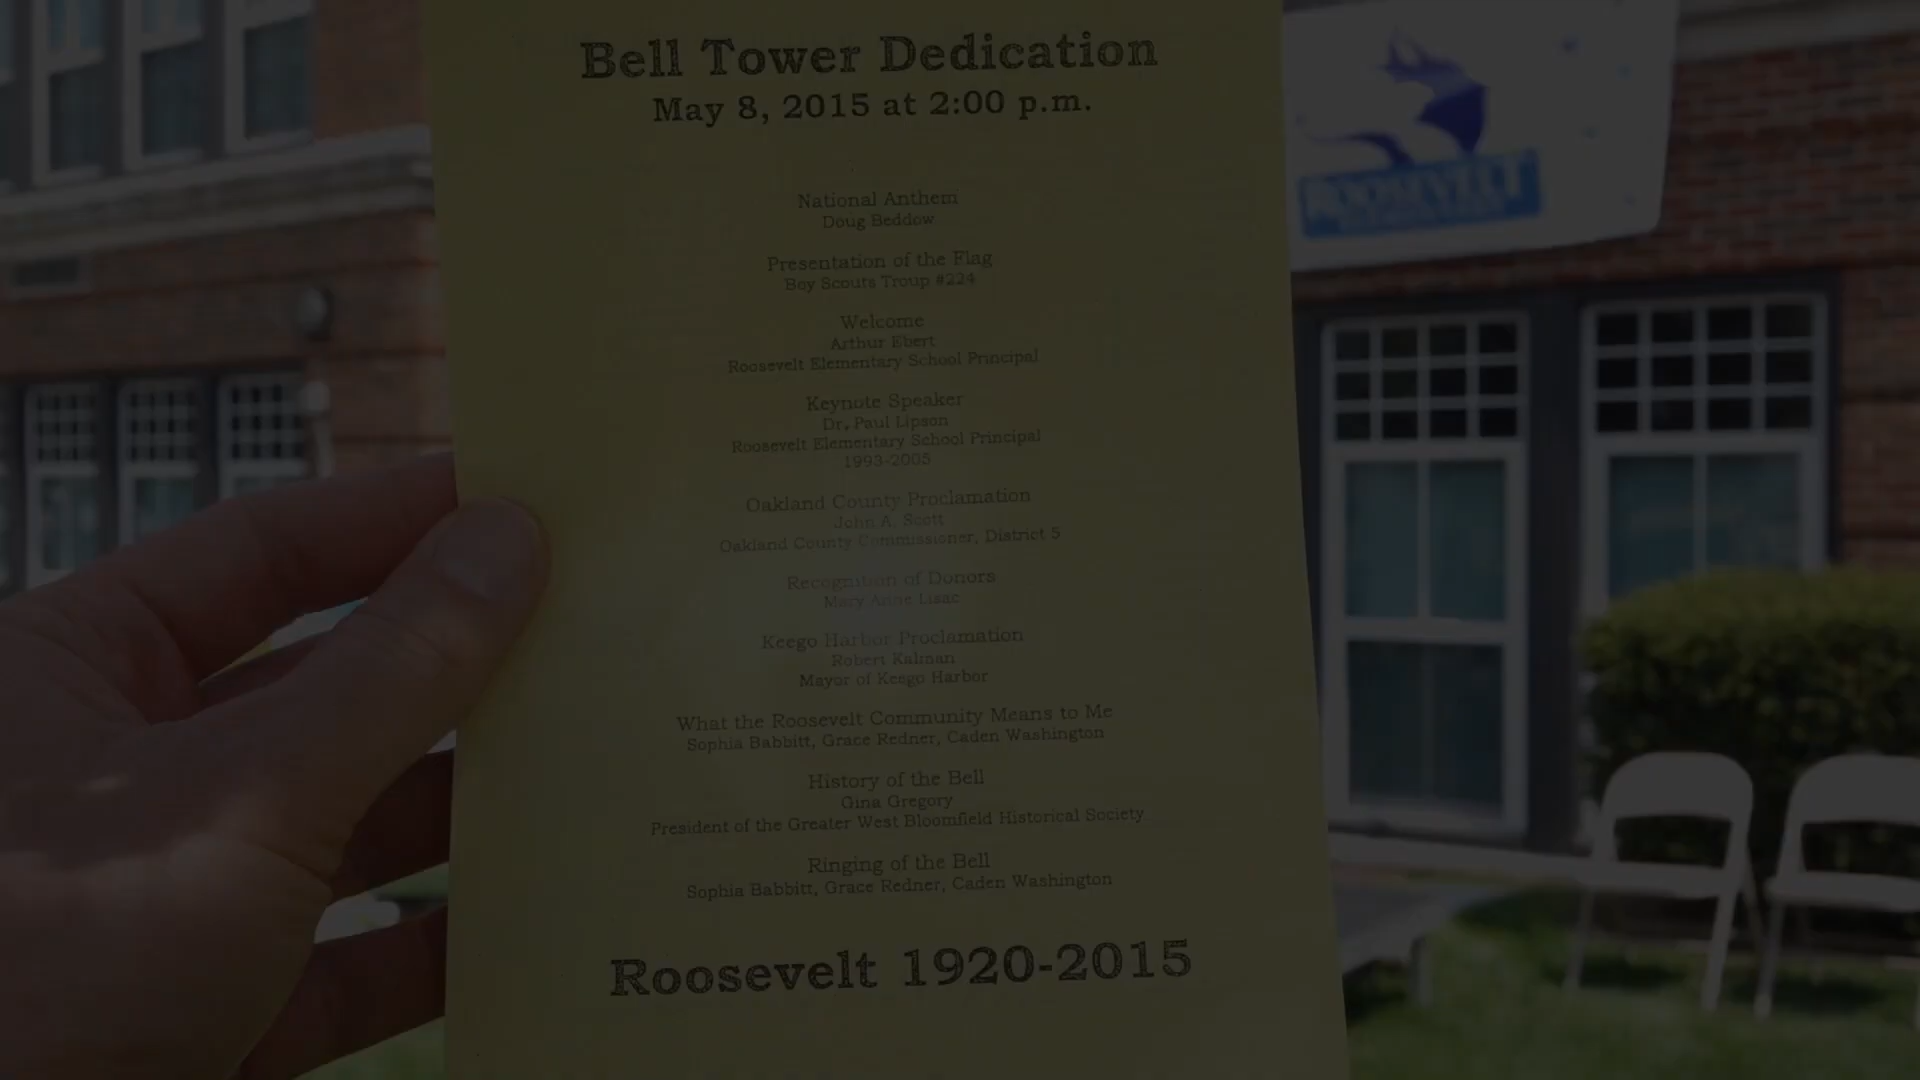 Bell Tower Dedication
May 8, 2015 at 2:00 p.m.
National Anthem
Doug Beddow
Presentation of the Flag
Boy Scouts Troup #224
Welcome
Arthur Ebert
Roosevelt Elementary School Principal
Keynote Speaker
Dr. Paul Lipson
Roosevelt Elementary School Principal
1993-2005
Oakland County Proclamation
John A. Scott
Oakland County Commissioner, District 5
Recognition of Donors
Mary Anne Lisac
Keego Harbor Proclamation
Robert Kalman
Mayor of Keego Harbor
What the Roosevelt Community Means to Me
Sophia Babbitt, Grace Redner, Caden Washington
History of the Bell
Gina Gregory
President of the Greater West Bloomfield Historical Society
Ringing of the Bell
Sophia Babbitt, Grace Redner, Caden Washington
Roosevelt 1920-2015
ROOSEVELT